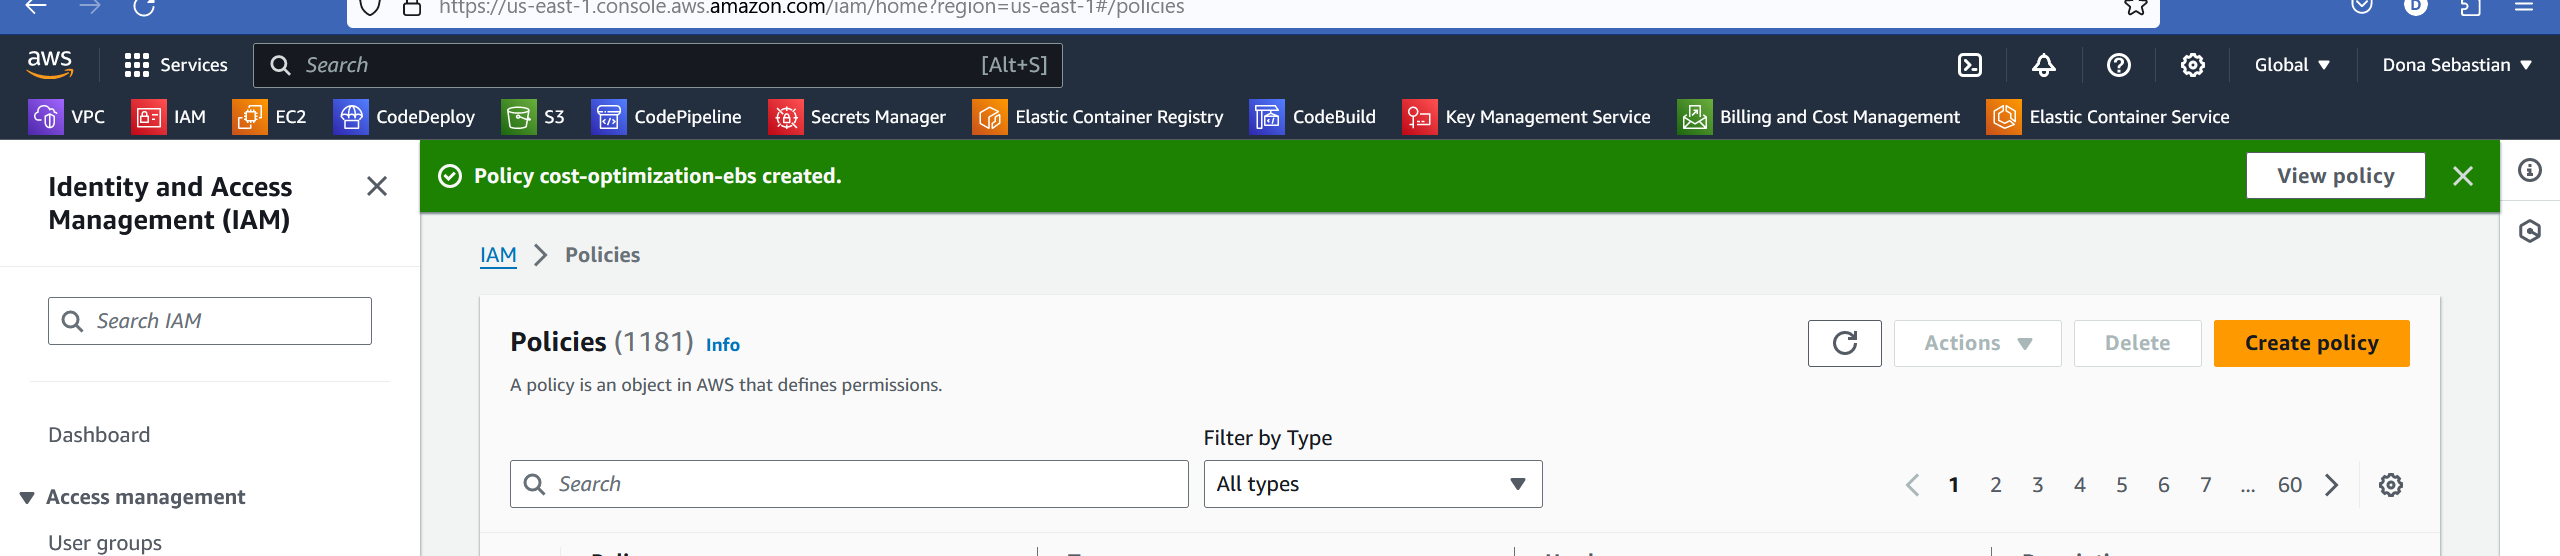 https://us-east-1.console.aws.amazon.com/iam/home?region=us-east-1#/policies
D
aws
Services
Search
[Alt+S]
Global
Dona Sebastian
VPC
IAM
EC2
CodeDeploy
S3
CodePipeline
Secrets Manager
Elastic Container Registry
CodeBuild
Key Management Service
Billing and Cost Management
Elastic Container Service
Identity and Access
Management (IAM)
Policy cost-optimization-ebs created.
View policy
IAM
Policies
Search IAM
Policies (1181) Info
A policy is an object in AWS that defines permissions.
Actions
Delete
Create policy
Dashboard
Filter by Type
Search
All types
1 2 3 4 5 6 7 ... 60
Access management
User groups